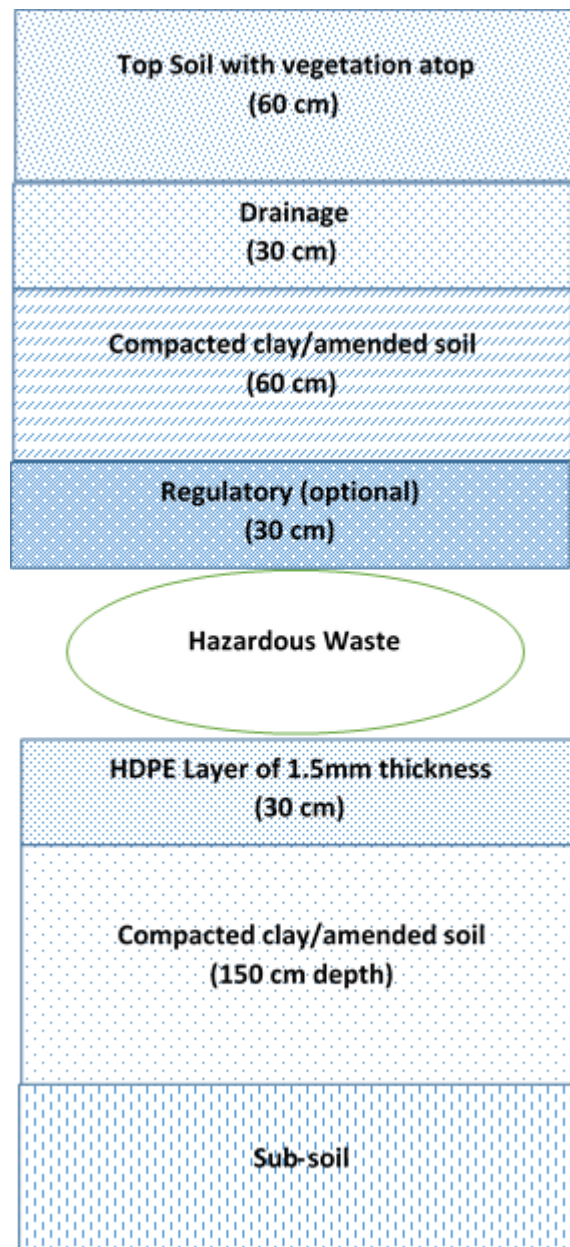 Top Soil with vegetation atop
(60 cm)
Drainage
(30 cm)
Compacted clay/amended soil
(60 cm)
Regulatory (optional)
(30 cm)
Hazardous Waste
HDPE Layer of 1.5mm thickness
(30 cm)
Compacted clay/amended soil
(150 cm depth)
Sub-soil